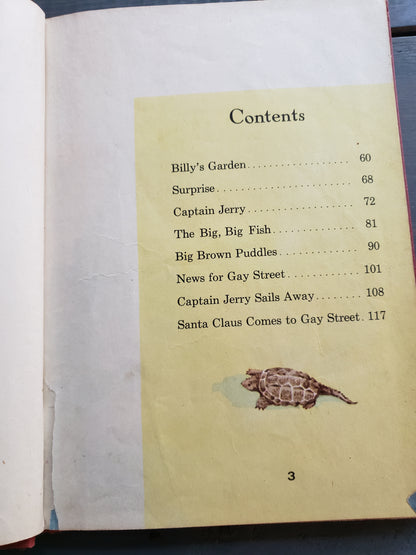 Contents
Billy's Garden.................. 60
Surprise........................ 68
Captain Jerry................... 72
The Big, Big Fish.............. 81
Big Brown Puddles.............. 90
News for Gay Street............ 101
Captain Jerry Sails Away....... 108
Santa Claus Comes to Gay Street. 117
3